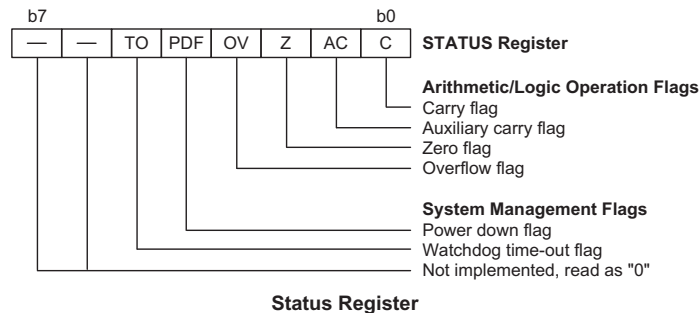 b7 b0
— — TO PDF OV Z AC C STATUS Register
Arithmetic/Logic Operation Flags
Carry flag
Auxiliary carry flag
Zero flag
Overflow flag
System Management Flags
Power down flag
Watchdog time-out flag
Not implemented, read as "0"
Status Register